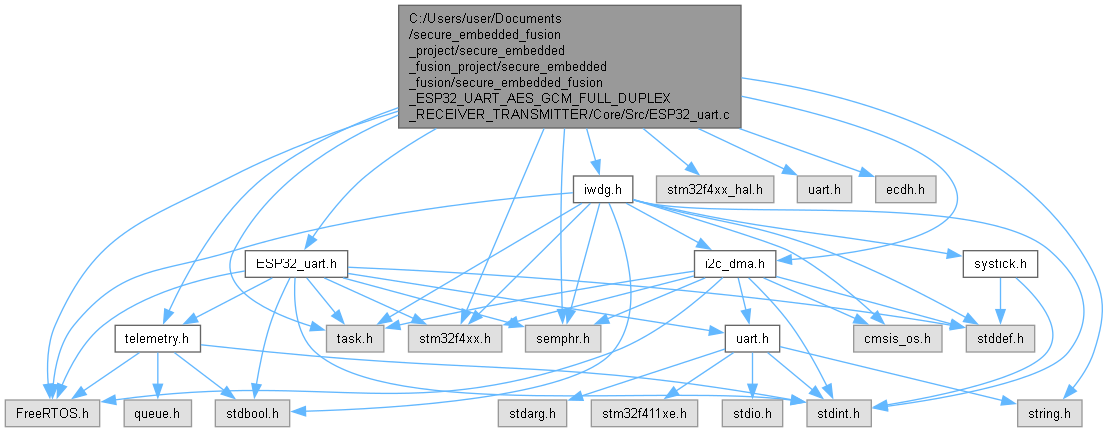 C:/Users/user/Documents
/secure_embedded_fusion
_project/secure_embedded
_fusion_project/secure_embedded
_fusion/secure_embedded_fusion
_ESP32_UART_AES_GCM_FULL_DUPLEX
_RECEIVER_TRANSMITTER/Core/Src/ESP32_uart.c
iwdg.h
stm32f4xx_hal.h
uart.h
ecdh.h
ESP32_uart.h
i2c_dma.h
systick.h
telemetry.h
task.h
stm32f4xx.h
semphr.h
uart.h
cmsis_os.h
stddef.h
FreeRTOS.h
queue.h
stdbool.h
stdarg.h
stm32f411xe.h
stdio.h
stdint.h
string.h